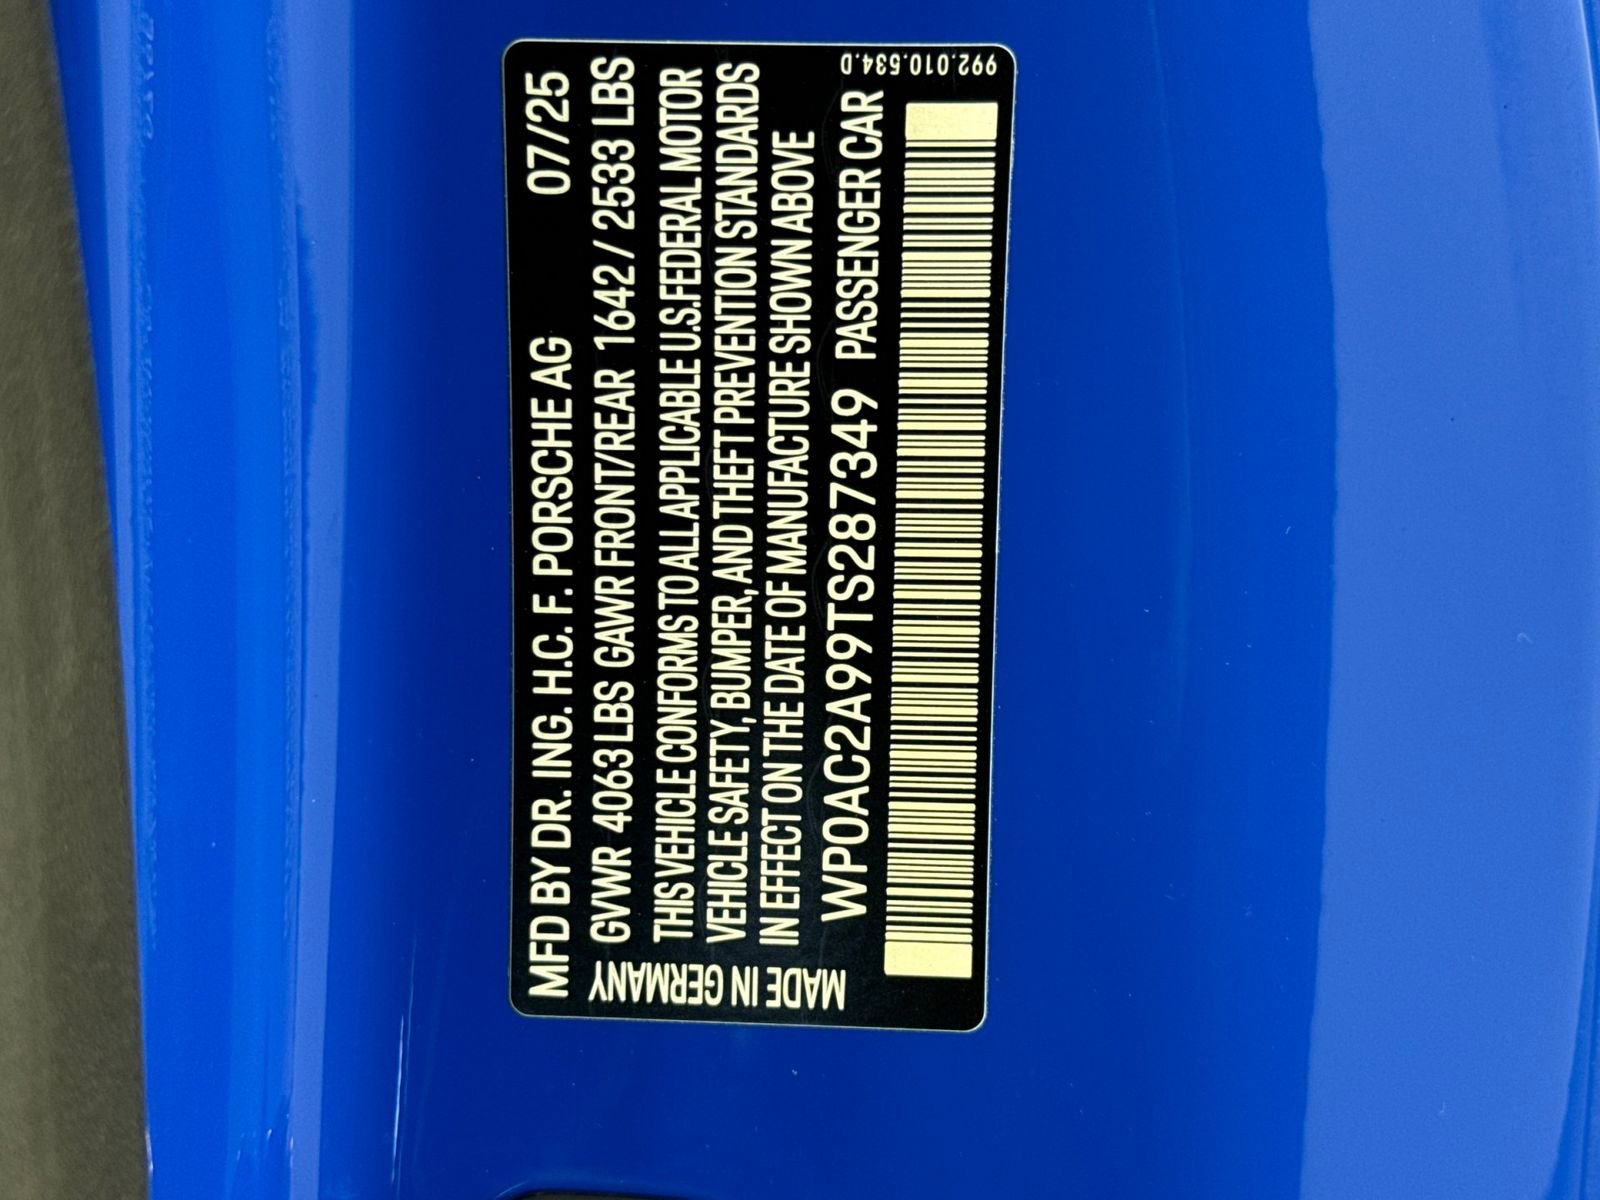 MFD BY DR. ING. H.C. F. PORSCHE AG 07/25
GVWR 4063 LBS GAWR FRONT/REAR 1642 / 2533 LBS
THIS VEHICLE CONFORMS TO ALL APPLICABLE U.S. FEDERAL MOTOR
VEHICLE SAFETY, BUMPER, AND THEFT PREVENTION STANDARDS
IN EFFECT ON THE DATE OF MANUFACTURE SHOWN ABOVE
WP0AC2A99TS287349 PASSENGER CAR
MADE IN GERMANY
992.010.534.D